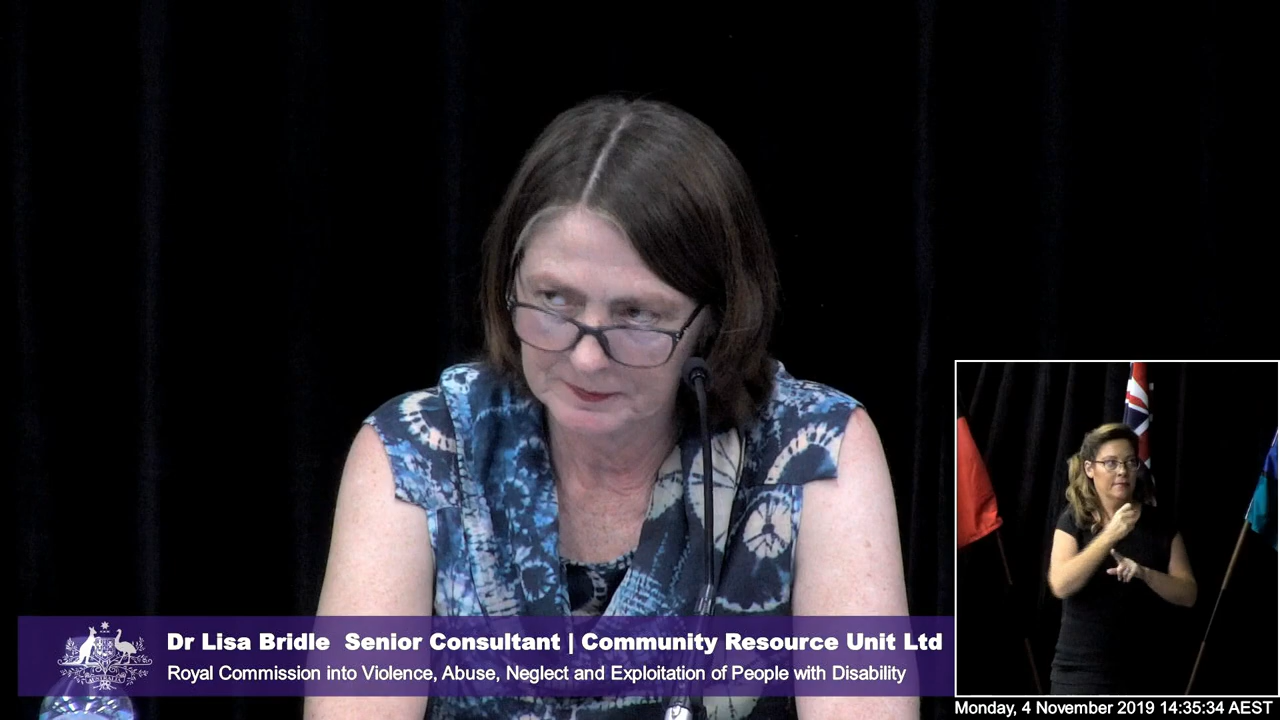 Dr Lisa Bridle Senior Consultant | Community Resource Unit Ltd
Royal Commission into Violence, Abuse, Neglect and Exploitation of People with Disability
AUSTRALIA
Monday, 4 November 2019 14:35:34 AEST